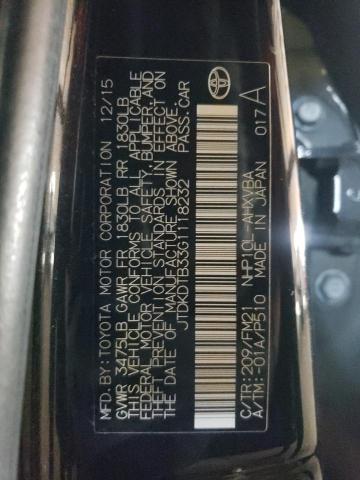 MFD.BY:TOYOTA MOTOR CORPORATION 12/15
GVWR 3475LB GAWR FR 1830LB RR 1830LB
THIS VEHICLE CONFORMS TO ALL APPLICABLE
FEDERAL MOTOR VEHICLE SAFETY, BUMPER, AND
THEFT PREVENTION STANDARDS IN EFFECT ON
THE DATE OF MANUFACTURE SHOWN ABOVE.
JTDKDTB33G1118232 PASS.CAR
C/TR:209/FM21 NHP10L-AHXVBA
A/TM:-01A/P510 MADE IN JAPAN 017A